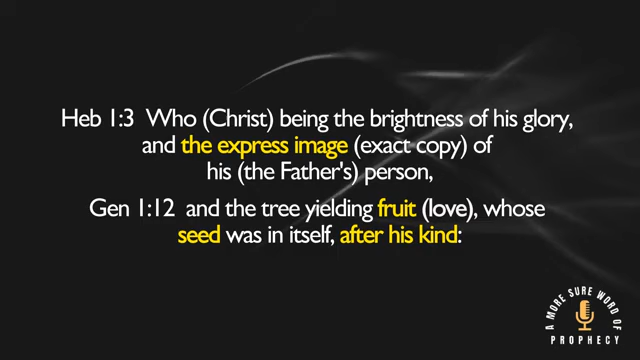 Heb 1:3 Who (Christ) being the brightness of his glory,
and the express image (exact copy) of
his (the Father's) person,
Gen 1:12 and the tree yielding fruit (love), whose
seed was in itself, after his kind:
A MORE SURE WORD OF
PROPHECY